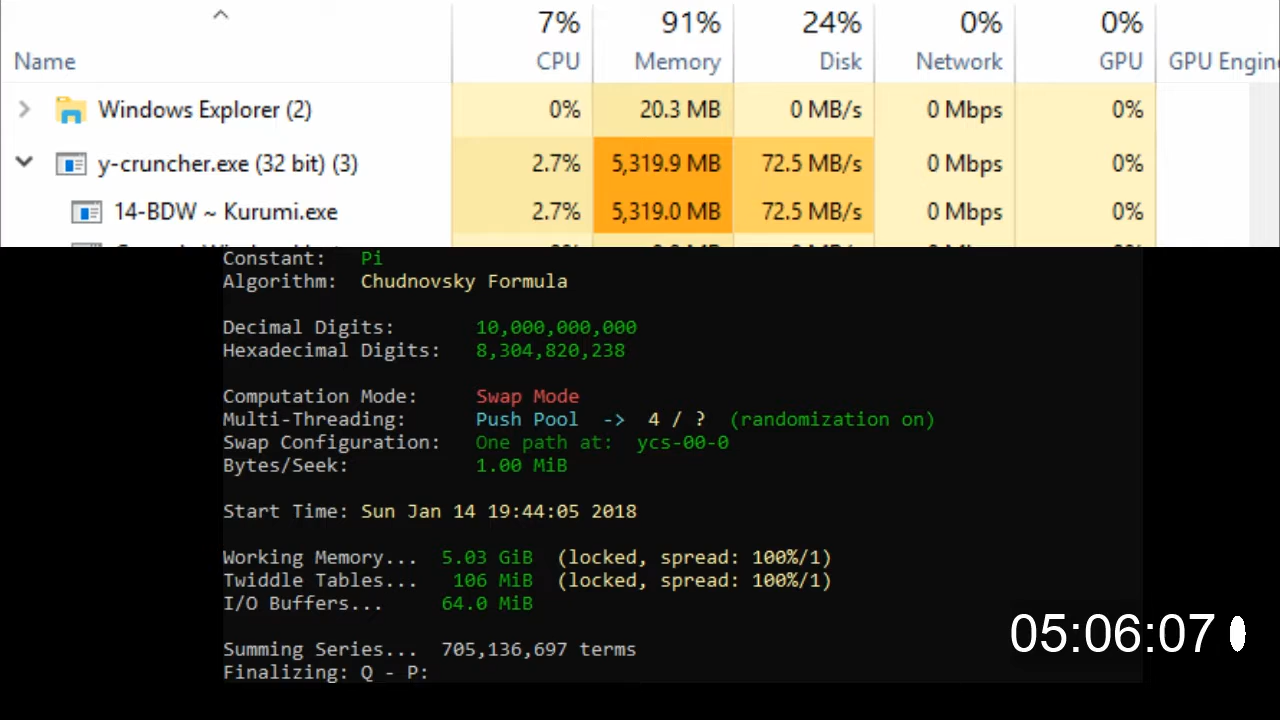 7% 91% 24% 0% 0%
Name CPU Memory Disk Network GPU GPU Engin
Windows Explorer (2) 0% 20.3 MB 0 MB/s 0 Mbps 0%
y-cruncher.exe (32 bit) (3) 2.7% 5,319.9 MB 72.5 MB/s 0 Mbps 0%
14-BDW ~ Kurumi.exe 2.7% 5,319.0 MB 72.5 MB/s 0 Mbps 0%
Constant: Pi
Algorithm: Chudnovsky Formula
Decimal Digits: 10,000,000,000
Hexadecimal Digits: 8,304,820,238
Computation Mode: Swap Mode
Multi-Threading: Push Pool -> 4 / ? (randomization on)
Swap Configuration: One path at: ycs-00-0
Bytes/Seek: 1.00 MiB
Start Time: Sun Jan 14 19:44:05 2018
Working Memory... 5.03 GiB (locked, spread: 100%/1)
Twiddle Tables... 106 MiB (locked, spread: 100%/1)
I/O Buffers... 64.0 MiB
Summing Series... 705,136,697 terms
Finalizing: Q - P:
05:06:07